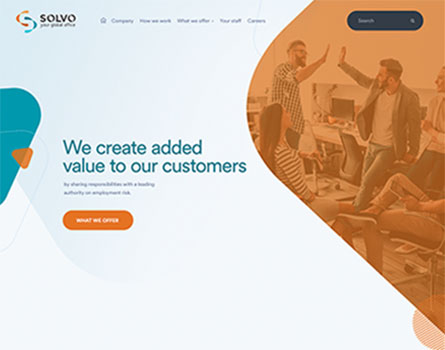 SOLVO
your global office
Company How we work What we offer Your staff Careers
Search
We create added
value to our customers
by sharing responsibilities with a leading
authority on employment risk.
WHAT WE OFFER